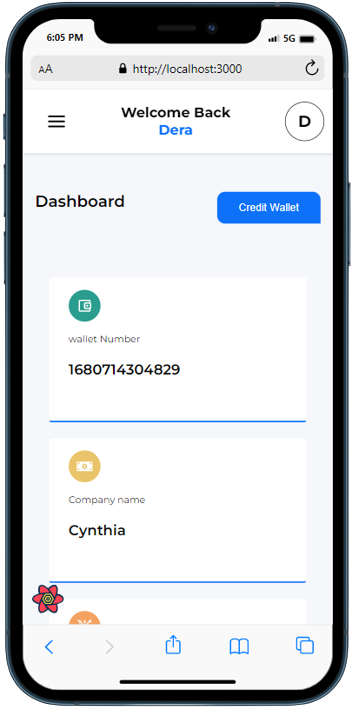 6:05 PM
5G
AA
http://localhost:3000
Welcome Back
Dera
D
Dashboard
Credit Wallet
wallet Number
1680714304829
Company name
Cynthia